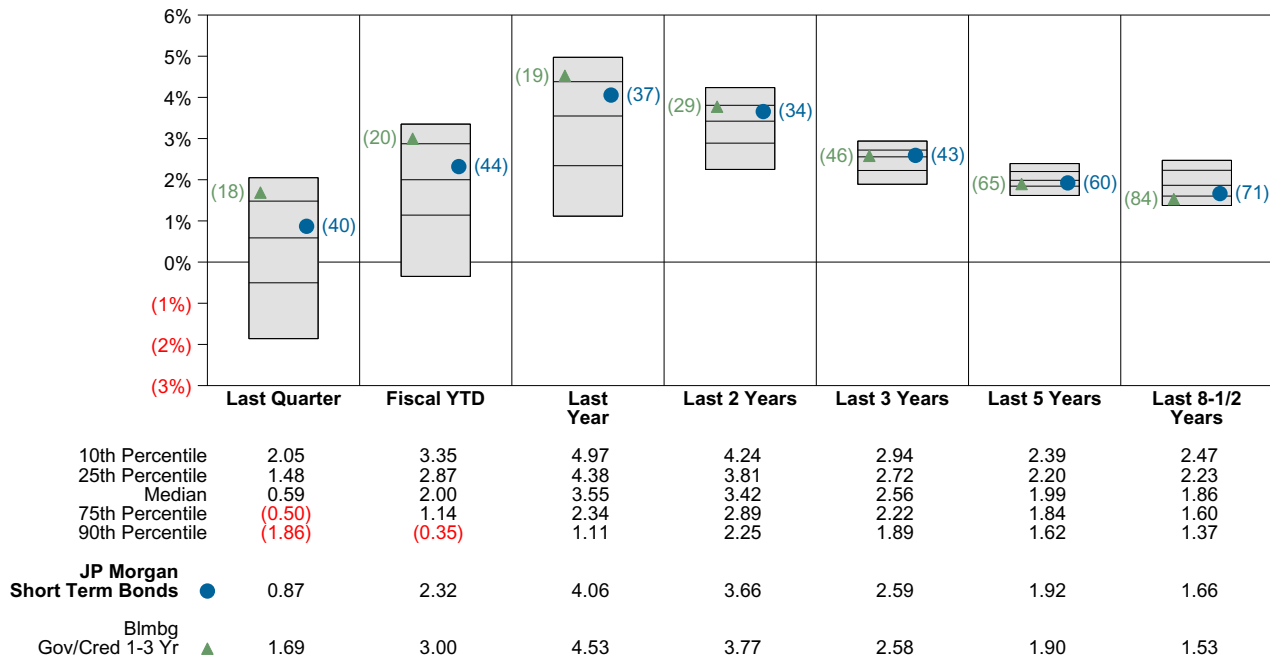 6%
5%
4%
3%
2%
1%
0%
(1%)
(2%)
(3%)
(18)
(40)
(20)
(44)
(19)
(37)
(29)
(34)
(46)
(43)
(65)
(60)
(84)
(71)
Last Quarter Fiscal YTD Last Year Last 2 Years Last 3 Years Last 5 Years Last 8-1/2 Years
10th Percentile 2.05 3.35 4.97 4.24 2.94 2.39 2.47
25th Percentile 1.48 2.87 4.38 3.81 2.72 2.20 2.23
Median 0.59 2.00 3.55 3.42 2.56 1.99 1.86
75th Percentile (0.50) 1.14 2.34 2.89 2.22 1.84 1.60
90th Percentile (1.86) (0.35) 1.11 2.25 1.89 1.62 1.37
JP Morgan
Short Term Bonds 0.87 2.32 4.06 3.66 2.59 1.92 1.66
Blmbg
Gov/Cred 1-3 Yr 1.69 3.00 4.53 3.77 2.58 1.90 1.53